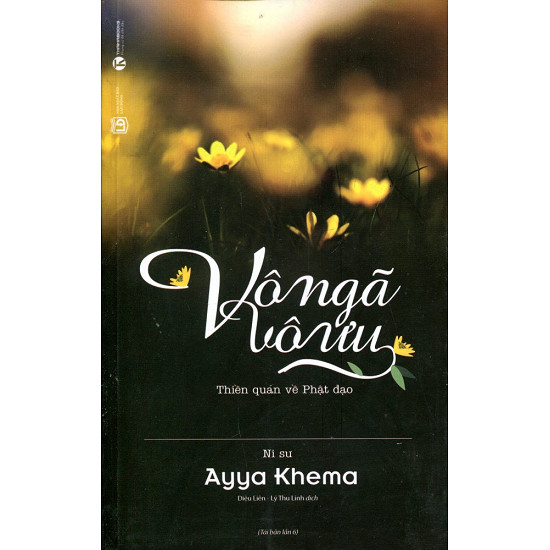 Vô ngã
vô ưu
Thiền quán về Phật đạo
Ni sư
Ayya Khema
Diệu Liên - Lý Thu Linh dịch
(Tái bản lần 6)